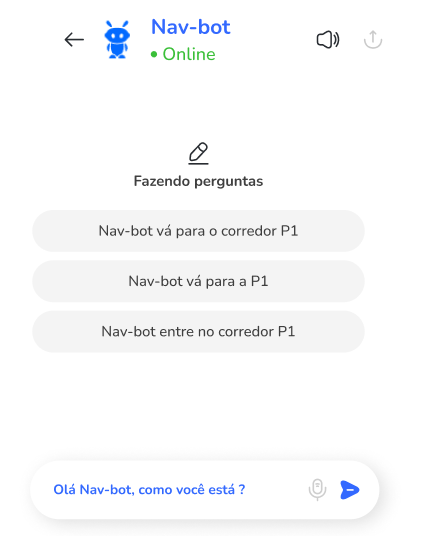 Nav-bot
Online
Fazendo perguntas
Nav-bot vá para o corredor P1
Nav-bot vá para a P1
Nav-bot entre no corredor P1
Olá Nav-bot, como você está ?